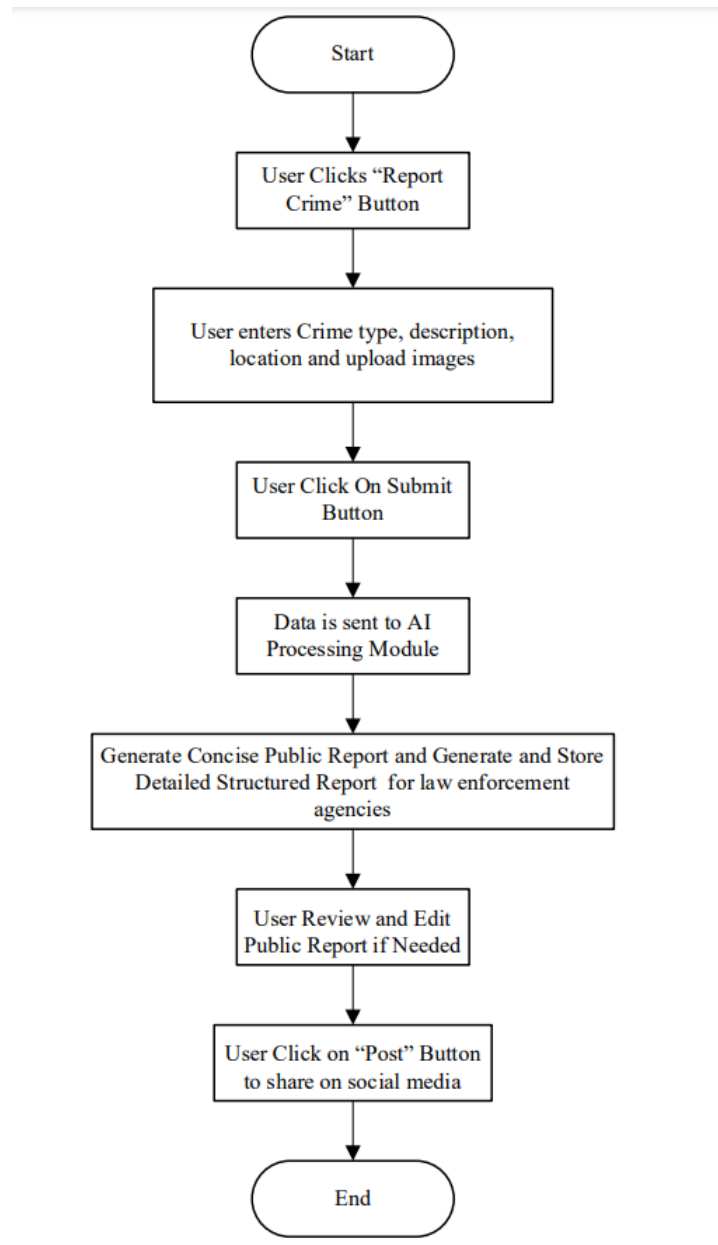 Start
User Clicks “Report
Crime” Button
User enters Crime type, description,
location and upload images
User Click On Submit
Button
Data is sent to AI
Processing Module
Generate Concise Public Report and Generate and Store
Detailed Structured Report for law enforcement
agencies
User Review and Edit
Public Report if Needed
User Click on “Post” Button
to share on social media
End